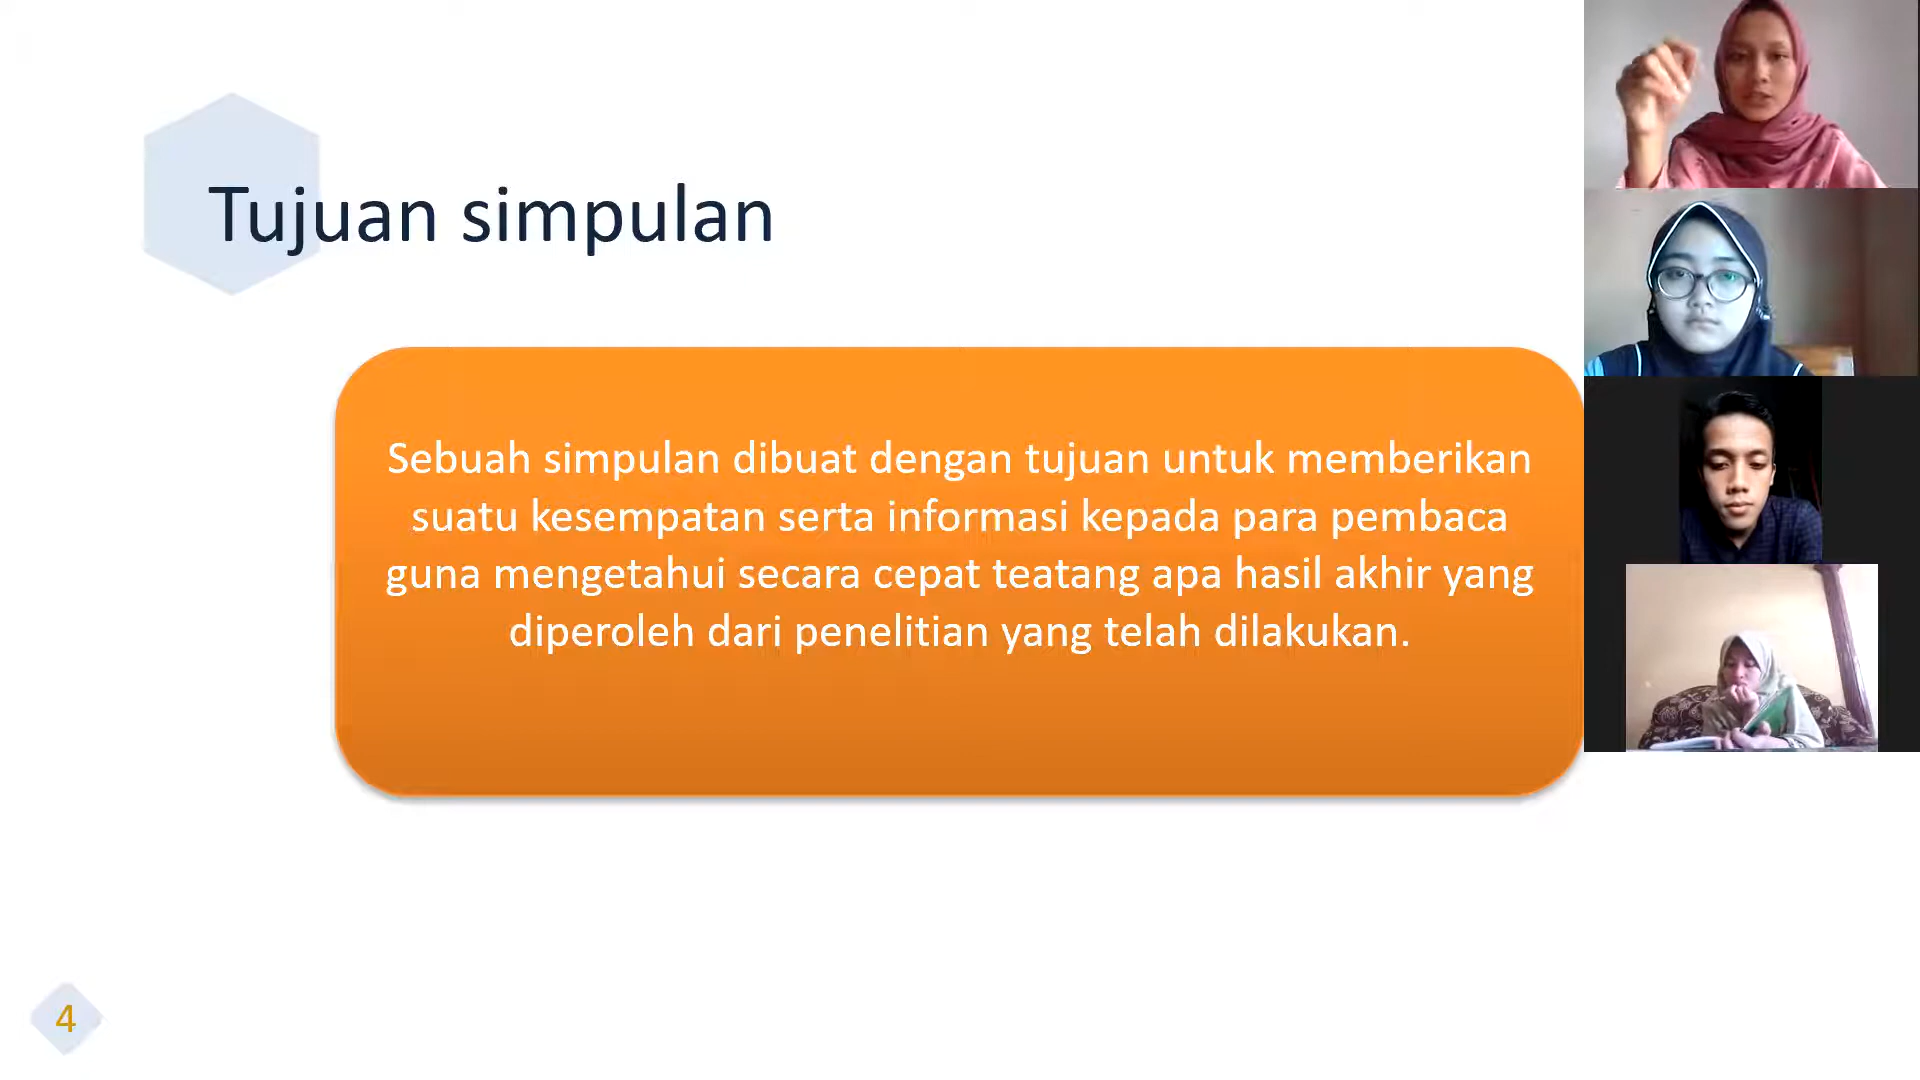 Tujuan simpulan
Sebuah simpulan dibuat dengan tujuan untuk memberikan
suatu kesempatan serta informasi kepada para pembaca
guna mengetahui secara cepat teatang apa hasil akhir yang
diperoleh dari penelitian yang telah dilakukan.
4